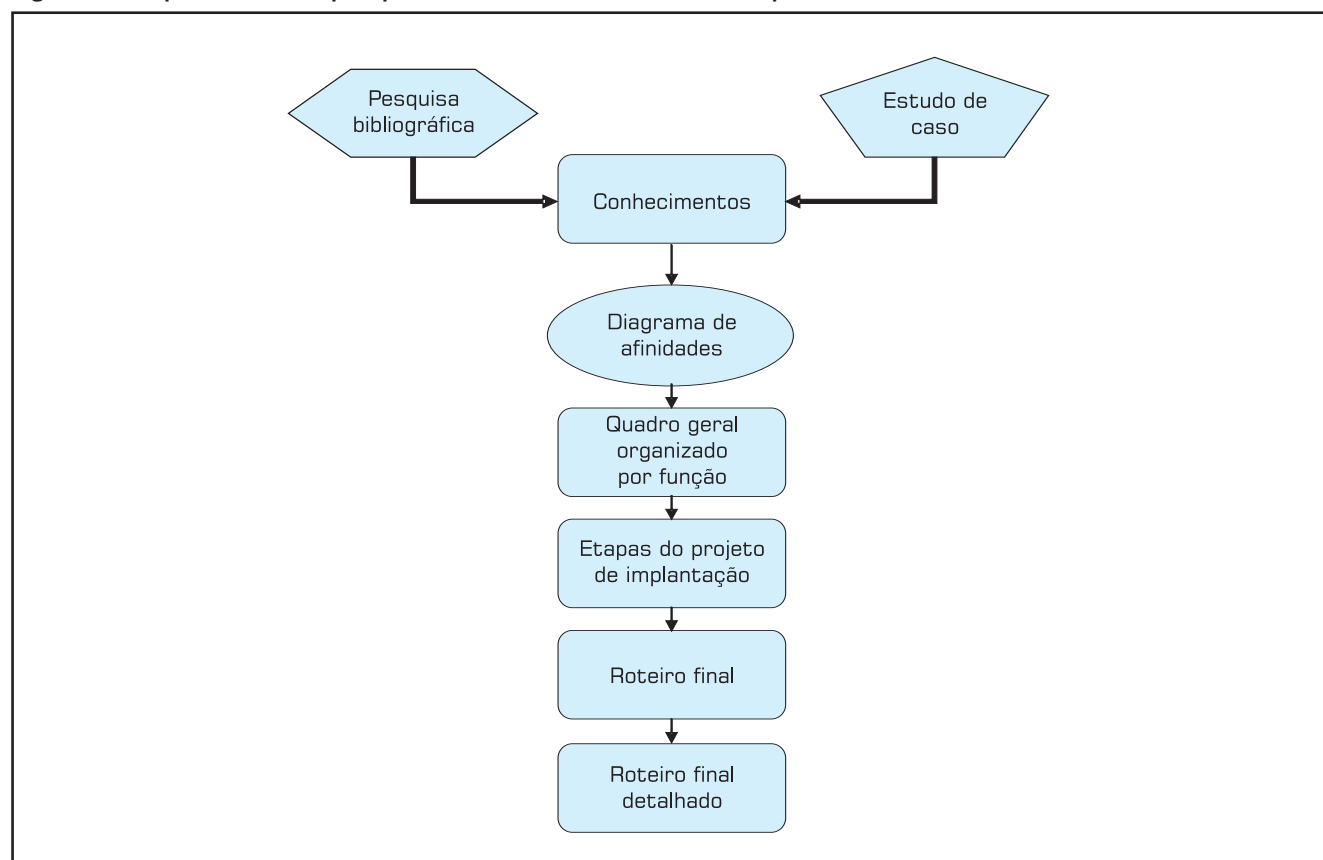 Pesquisa
bibliográfica
Estudo de
caso
Conhecimentos
Diagrama de
afinidades
Quadro geral
organizado
por função
Etapas do projeto
de implantação
Roteiro final
Roteiro final
detalhado